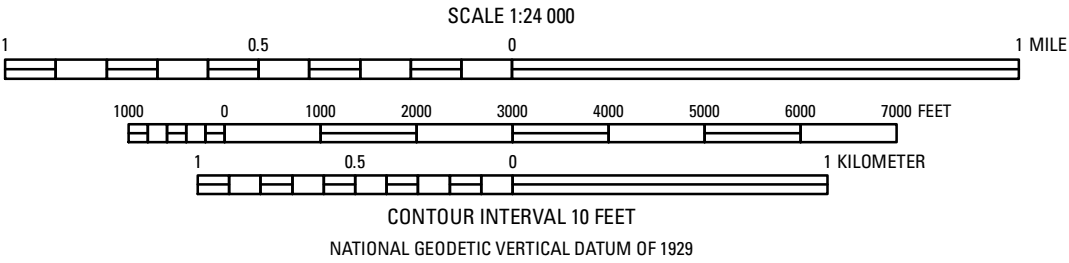 SCALE 1:24 000
1 0.5 0 1 MILE
1000 0 1000 2000 3000 4000 5000 6000 7000 FEET
1 0.5 0 1 KILOMETER
CONTOUR INTERVAL 10 FEET
NATIONAL GEODETIC VERTICAL DATUM OF 1929